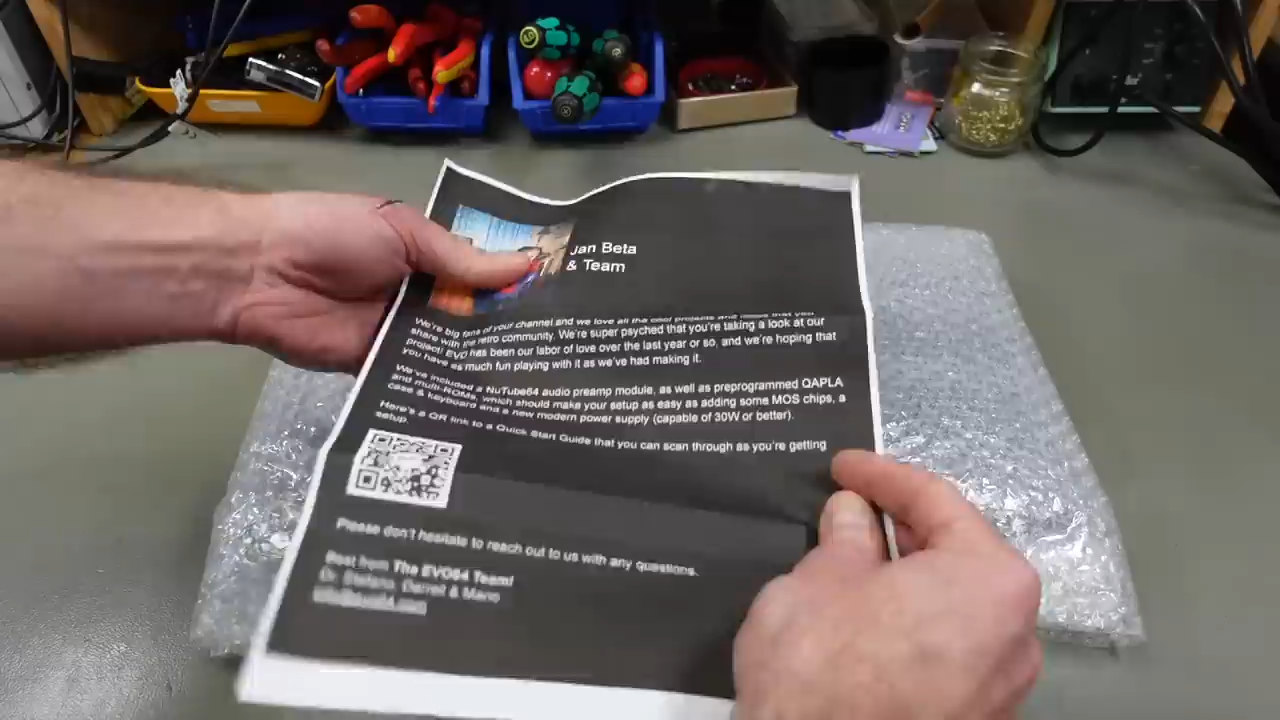 Jan Beta
& Team
We're big fans of your channel and we love all the cool projects and that you
share with the retro community. We're super psyched that you're taking a look at our
project! EVO has been our labor of love over the last year or so, and we're hoping that
you have as much fun playing with it as we've had making it.
We've included a NuTube64 audio preamp module, as well as preprogrammed QAPLA
and multi-ROMs, which should make your setup as easy as adding some MOS chips, a
case & keyboard and a new modern power supply (capable of 30W or better).
Here's a QR link to a Quick Start Guide that you can scan through as you're getting
setup.
Please don't hesitate to reach out to us with any questions.
Best from The EVO64 Team!
Dr. Stefano, Darrell & Mario